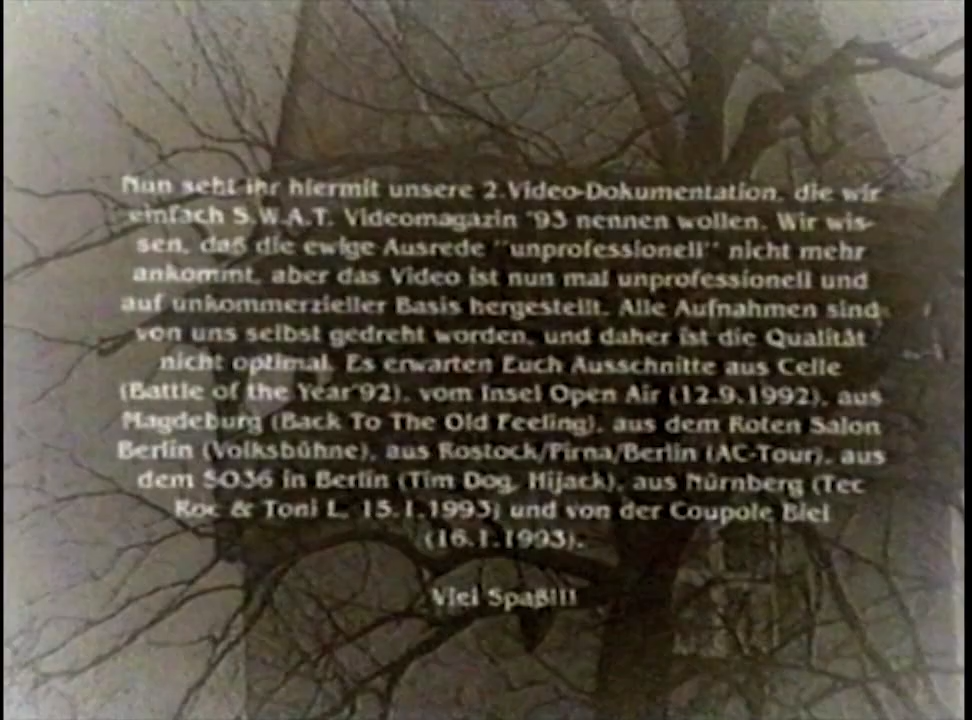 Nun seht ihr hiermit unsere 2.Video-Dokumentation, die wir
einfach S.W.A.T. Videomagazin '93 nennen wollen. Wir wis-
sen, daß die ewige Ausrede "unprofessionell" nicht mehr
ankommt, aber das Video ist nun mal unprofessionell und
auf unkommerzieller Basis hergestellt. Alle Aufnahmen sind
von uns selbst gedreht worden, und daher ist die Qualität
nicht optimal. Es erwarten Euch Ausschnitte aus Celle
(Battle of the Year'92), vom Insel Open Air (12.9.1992), aus
Magdeburg (Back To The Old Feeling), aus dem Roten Salon
Berlin (Volksbühne), aus Rostock/Pirna/Berlin (AC-Tour), aus
dem SO36 in Berlin (Tim Dog, Hijack), aus Nürnberg (Tec
Roc & Toni L, 15.1.1993) und von der Coupole Biel
(16.1.1993).
Viel Spaß!!!